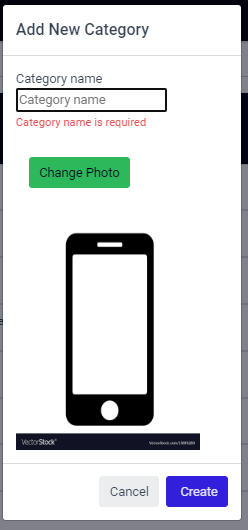 Add New Category
Category name
Category name
Category name is required
Change Photo
VectorStock®
Cancel
Create